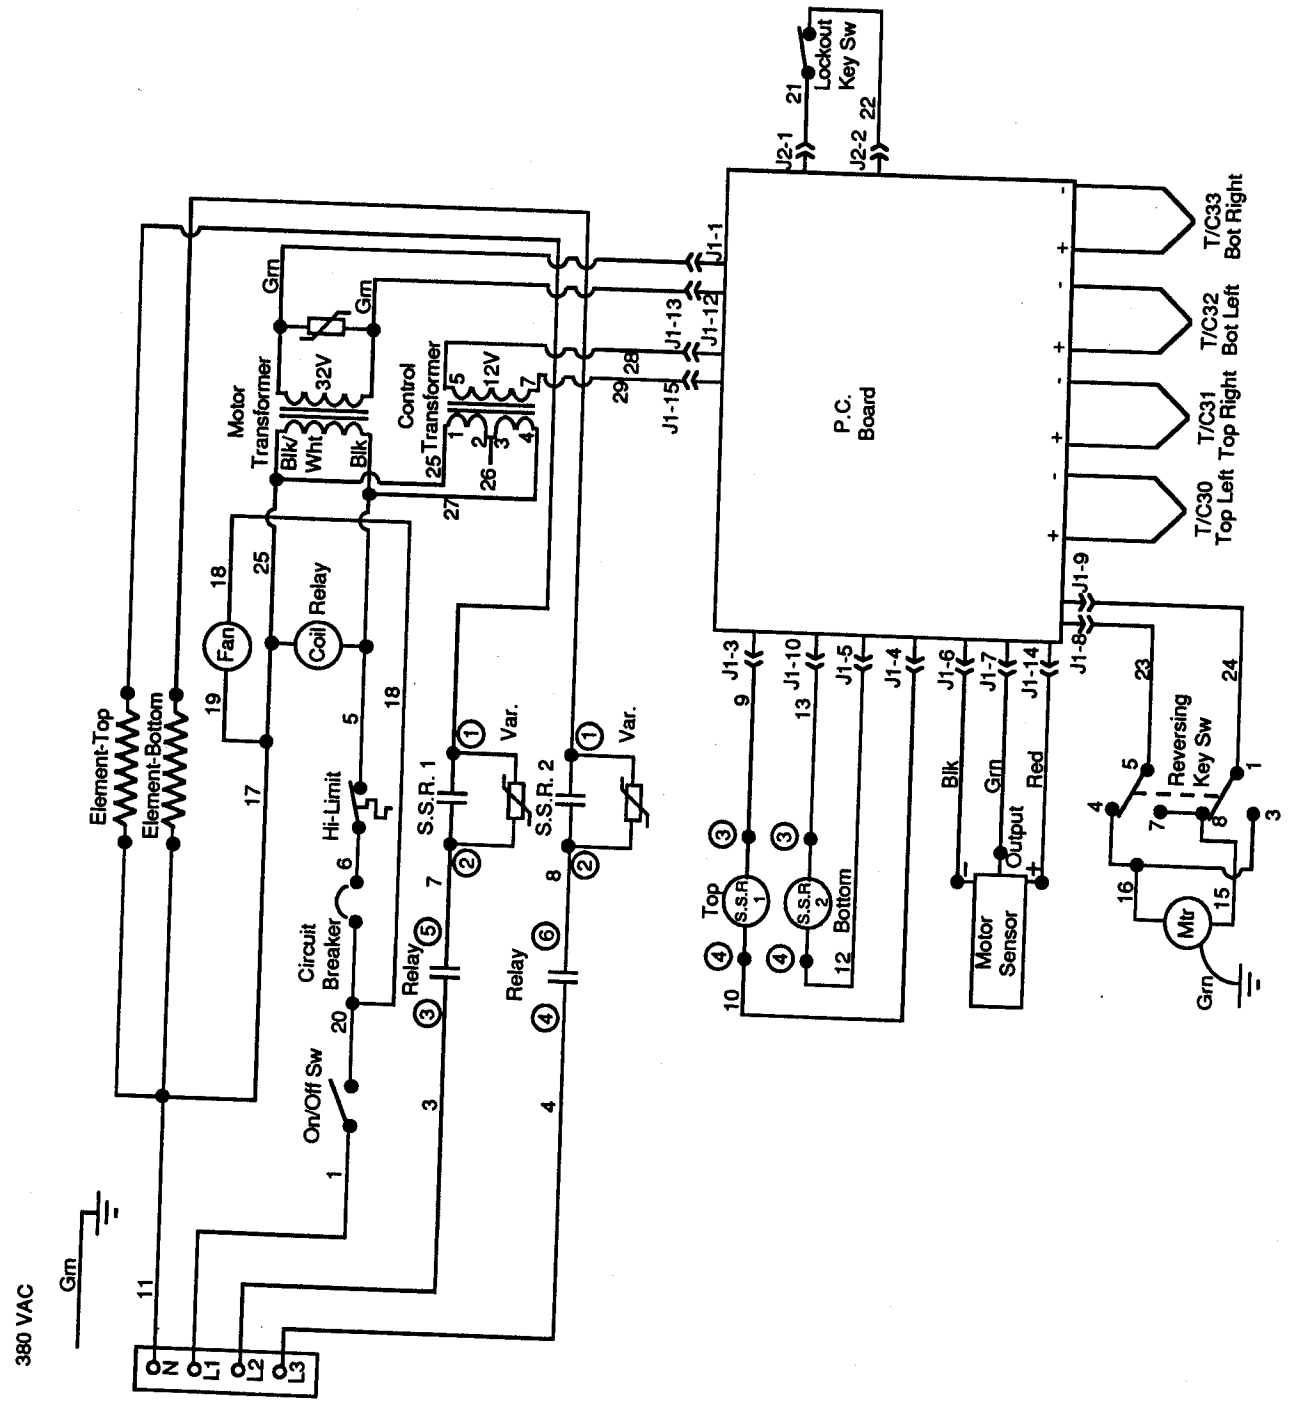 380 VAC
Grn
N
L1
L2
L3
11
1
3
4
On/Off Sw
20
Circuit
Breaker
6
Hi-Limit
5
18
Element-Top
Element-Bottom
17
19
Fan
18
25
Coil
Relay
Relay
3
5
7
2
S.S.R. 1
1
Var.
Relay
4
6
8
2
S.S.R. 2
1
Var.
Motor
Transformer
Blk/
Wht
Blk
32V
Grn
Grn
Control
Transformer
25
26
27
1
2
3
4
5
12V
7
28
29
J1-1
J1-13
J1-12
J1-15
P.C.
Board
J2-1
J2-2
21
22
Lockout
Key Sw
+
-
T/C30
Top Left
+
-
T/C31
Top Right
+
-
T/C32
Bot Left
+
-
T/C33
Bot Right
J1-3
J1-10
J1-5
J1-4
J1-6
J1-7
J1-14
J1-8
J1-9
9
13
Top
3
S.S.R
1
4
10
3
S.S.R
2
4
12
Bottom
Blk
Grn
Red
-
Output
+
Motor
Sensor
23
24
Reversing
Key Sw
5
4
7
8
1
3
16
15
Mtr
Grn